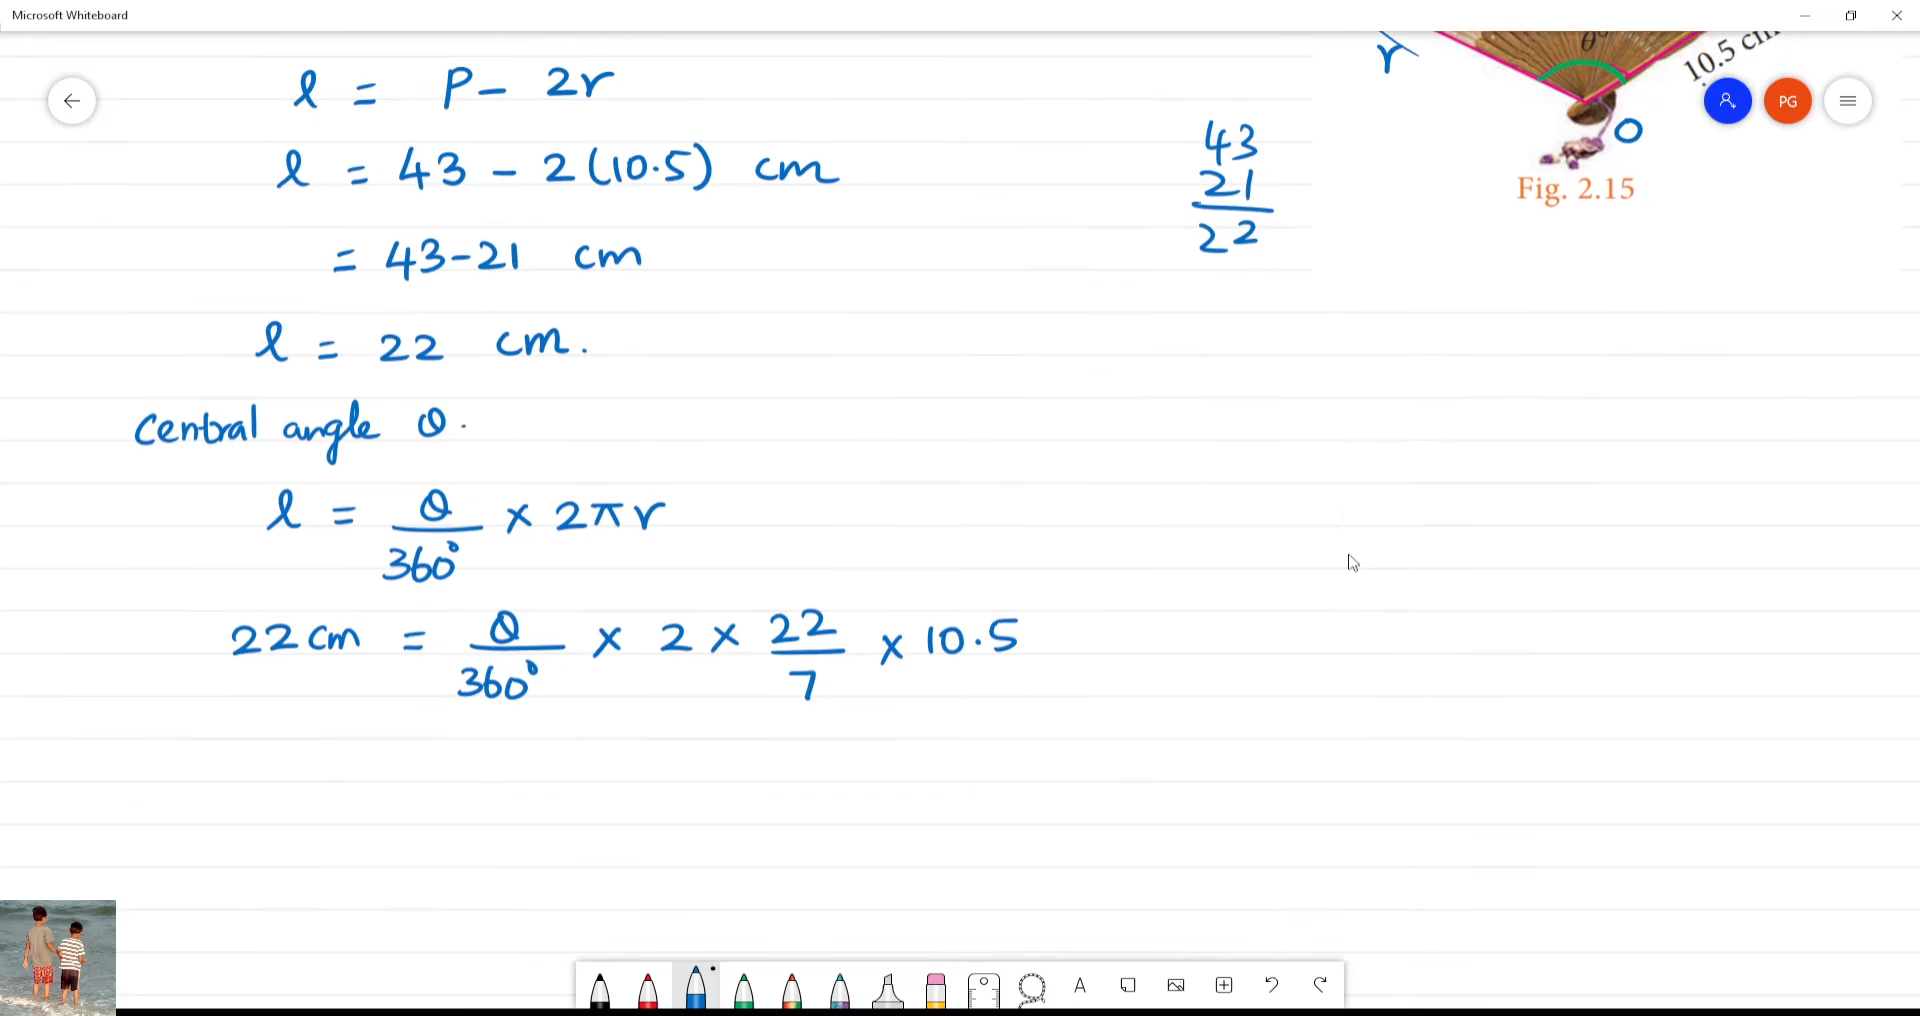 Microsoft Whiteboard
l = P - 2r
l = 43 - 2(10.5) cm
= 43-21 cm
l = 22 cm.
Central angle θ.
l = θ/360° × 2πr
22 cm = θ/360° × 2 × 22/7 × 10.5
43
21
22
r
θ°
10.5 cm
O
Fig. 2.15
PG
A